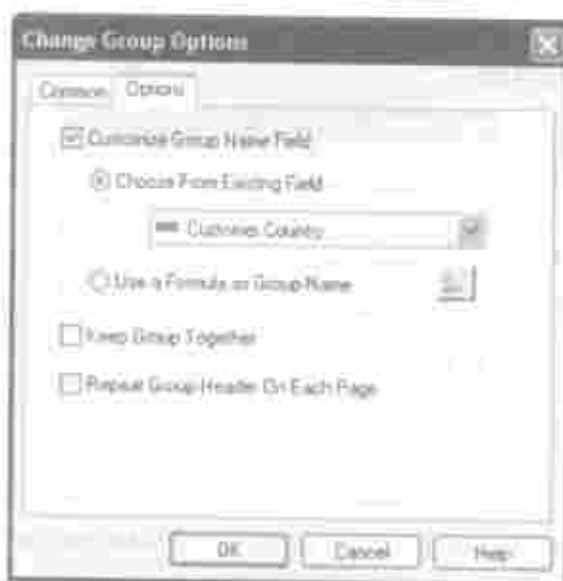 Change Group Options
Common Options
Customize Group Name Field
Choose From Existing Field
Customer.Country
Use a Formula as Group Name
Keep Group Together
Repeat Group Header On Each Page
OK Cancel Help